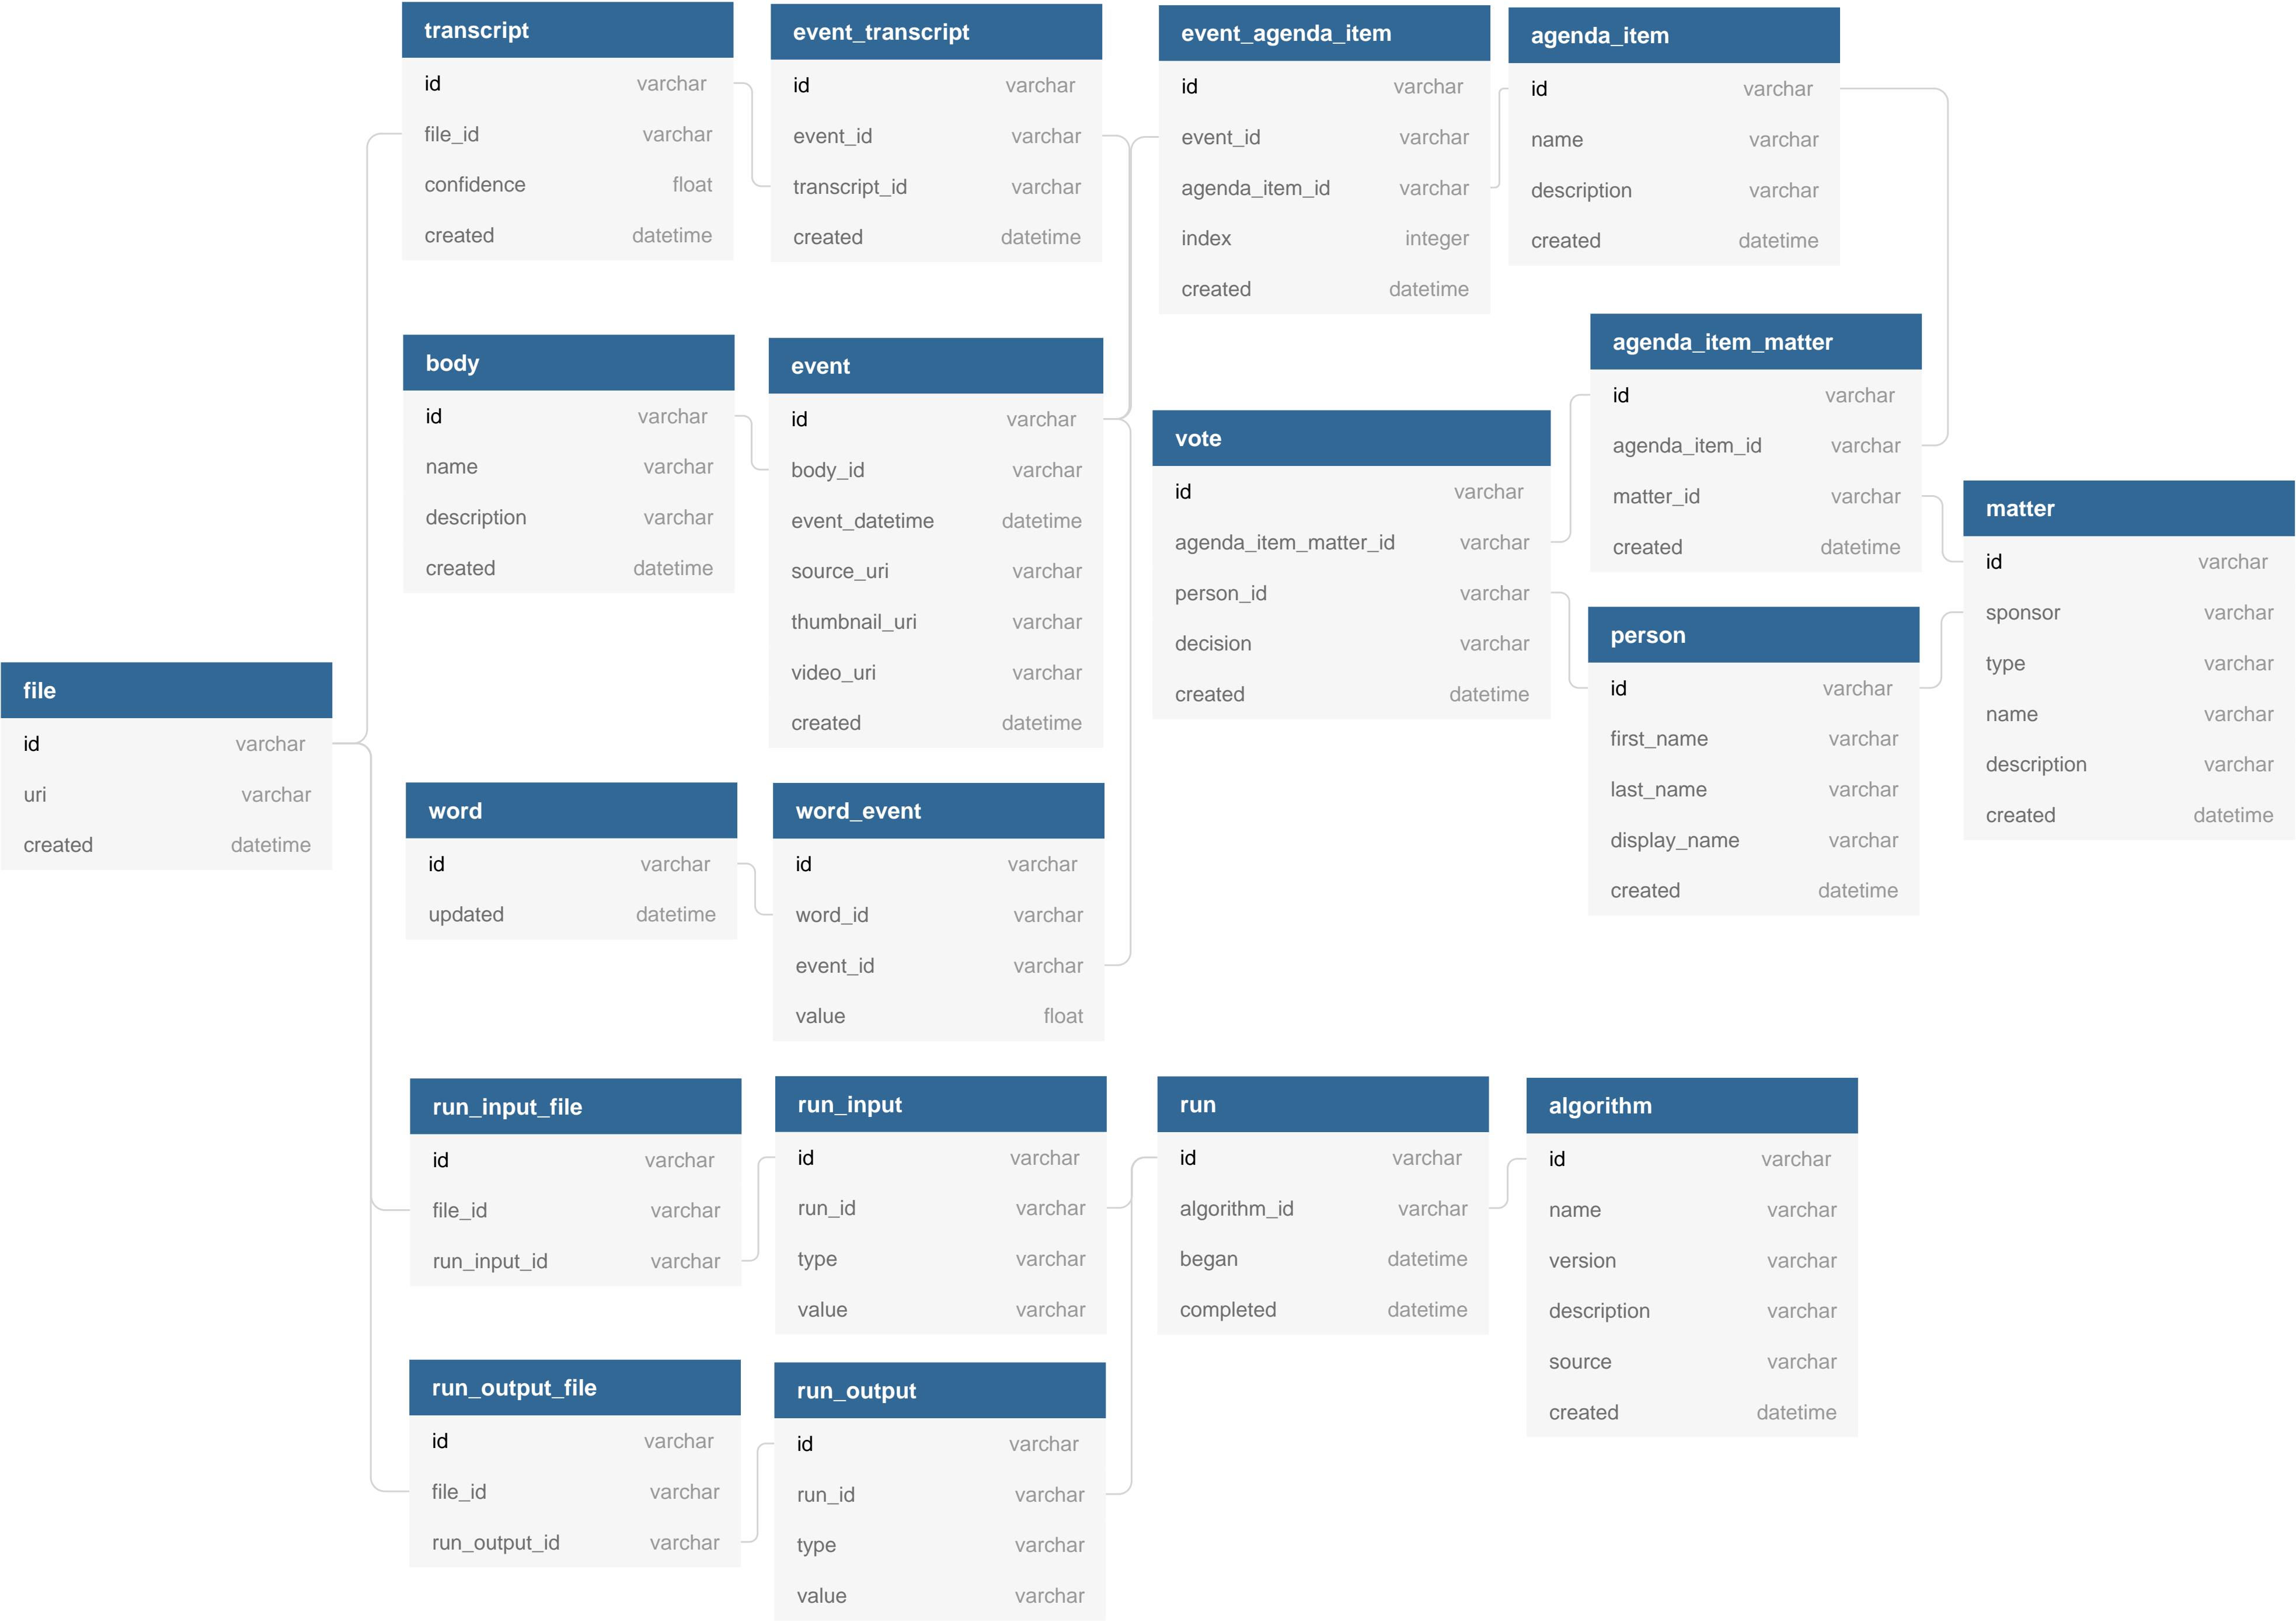 transcript
id varchar
file_id varchar
confidence float
created datetime
event_transcript
id varchar
event_id varchar
transcript_id varchar
created datetime
event_agenda_item
id varchar
event_id varchar
agenda_item_id varchar
index integer
created datetime
agenda_item
id varchar
name varchar
description varchar
created datetime
body
id varchar
name varchar
description varchar
created datetime
event
id varchar
body_id varchar
event_datetime datetime
source_uri varchar
thumbnail_uri varchar
video_uri varchar
created datetime
vote
id varchar
agenda_item_matter_id varchar
person_id varchar
decision varchar
created datetime
agenda_item_matter
id varchar
agenda_item_id varchar
matter_id varchar
created datetime
matter
id varchar
sponsor varchar
type varchar
name varchar
description varchar
created datetime
person
id varchar
first_name varchar
last_name varchar
display_name varchar
created datetime
file
id varchar
uri varchar
created datetime
word
id varchar
updated datetime
word_event
id varchar
word_id varchar
event_id varchar
value float
run_input_file
id varchar
file_id varchar
run_input_id varchar
run_input
id varchar
run_id varchar
type varchar
value varchar
run
id varchar
algorithm_id varchar
began datetime
completed datetime
algorithm
id varchar
name varchar
version varchar
description varchar
source varchar
created datetime
run_output_file
id varchar
file_id varchar
run_output_id varchar
run_output
id varchar
run_id varchar
type varchar
value varchar